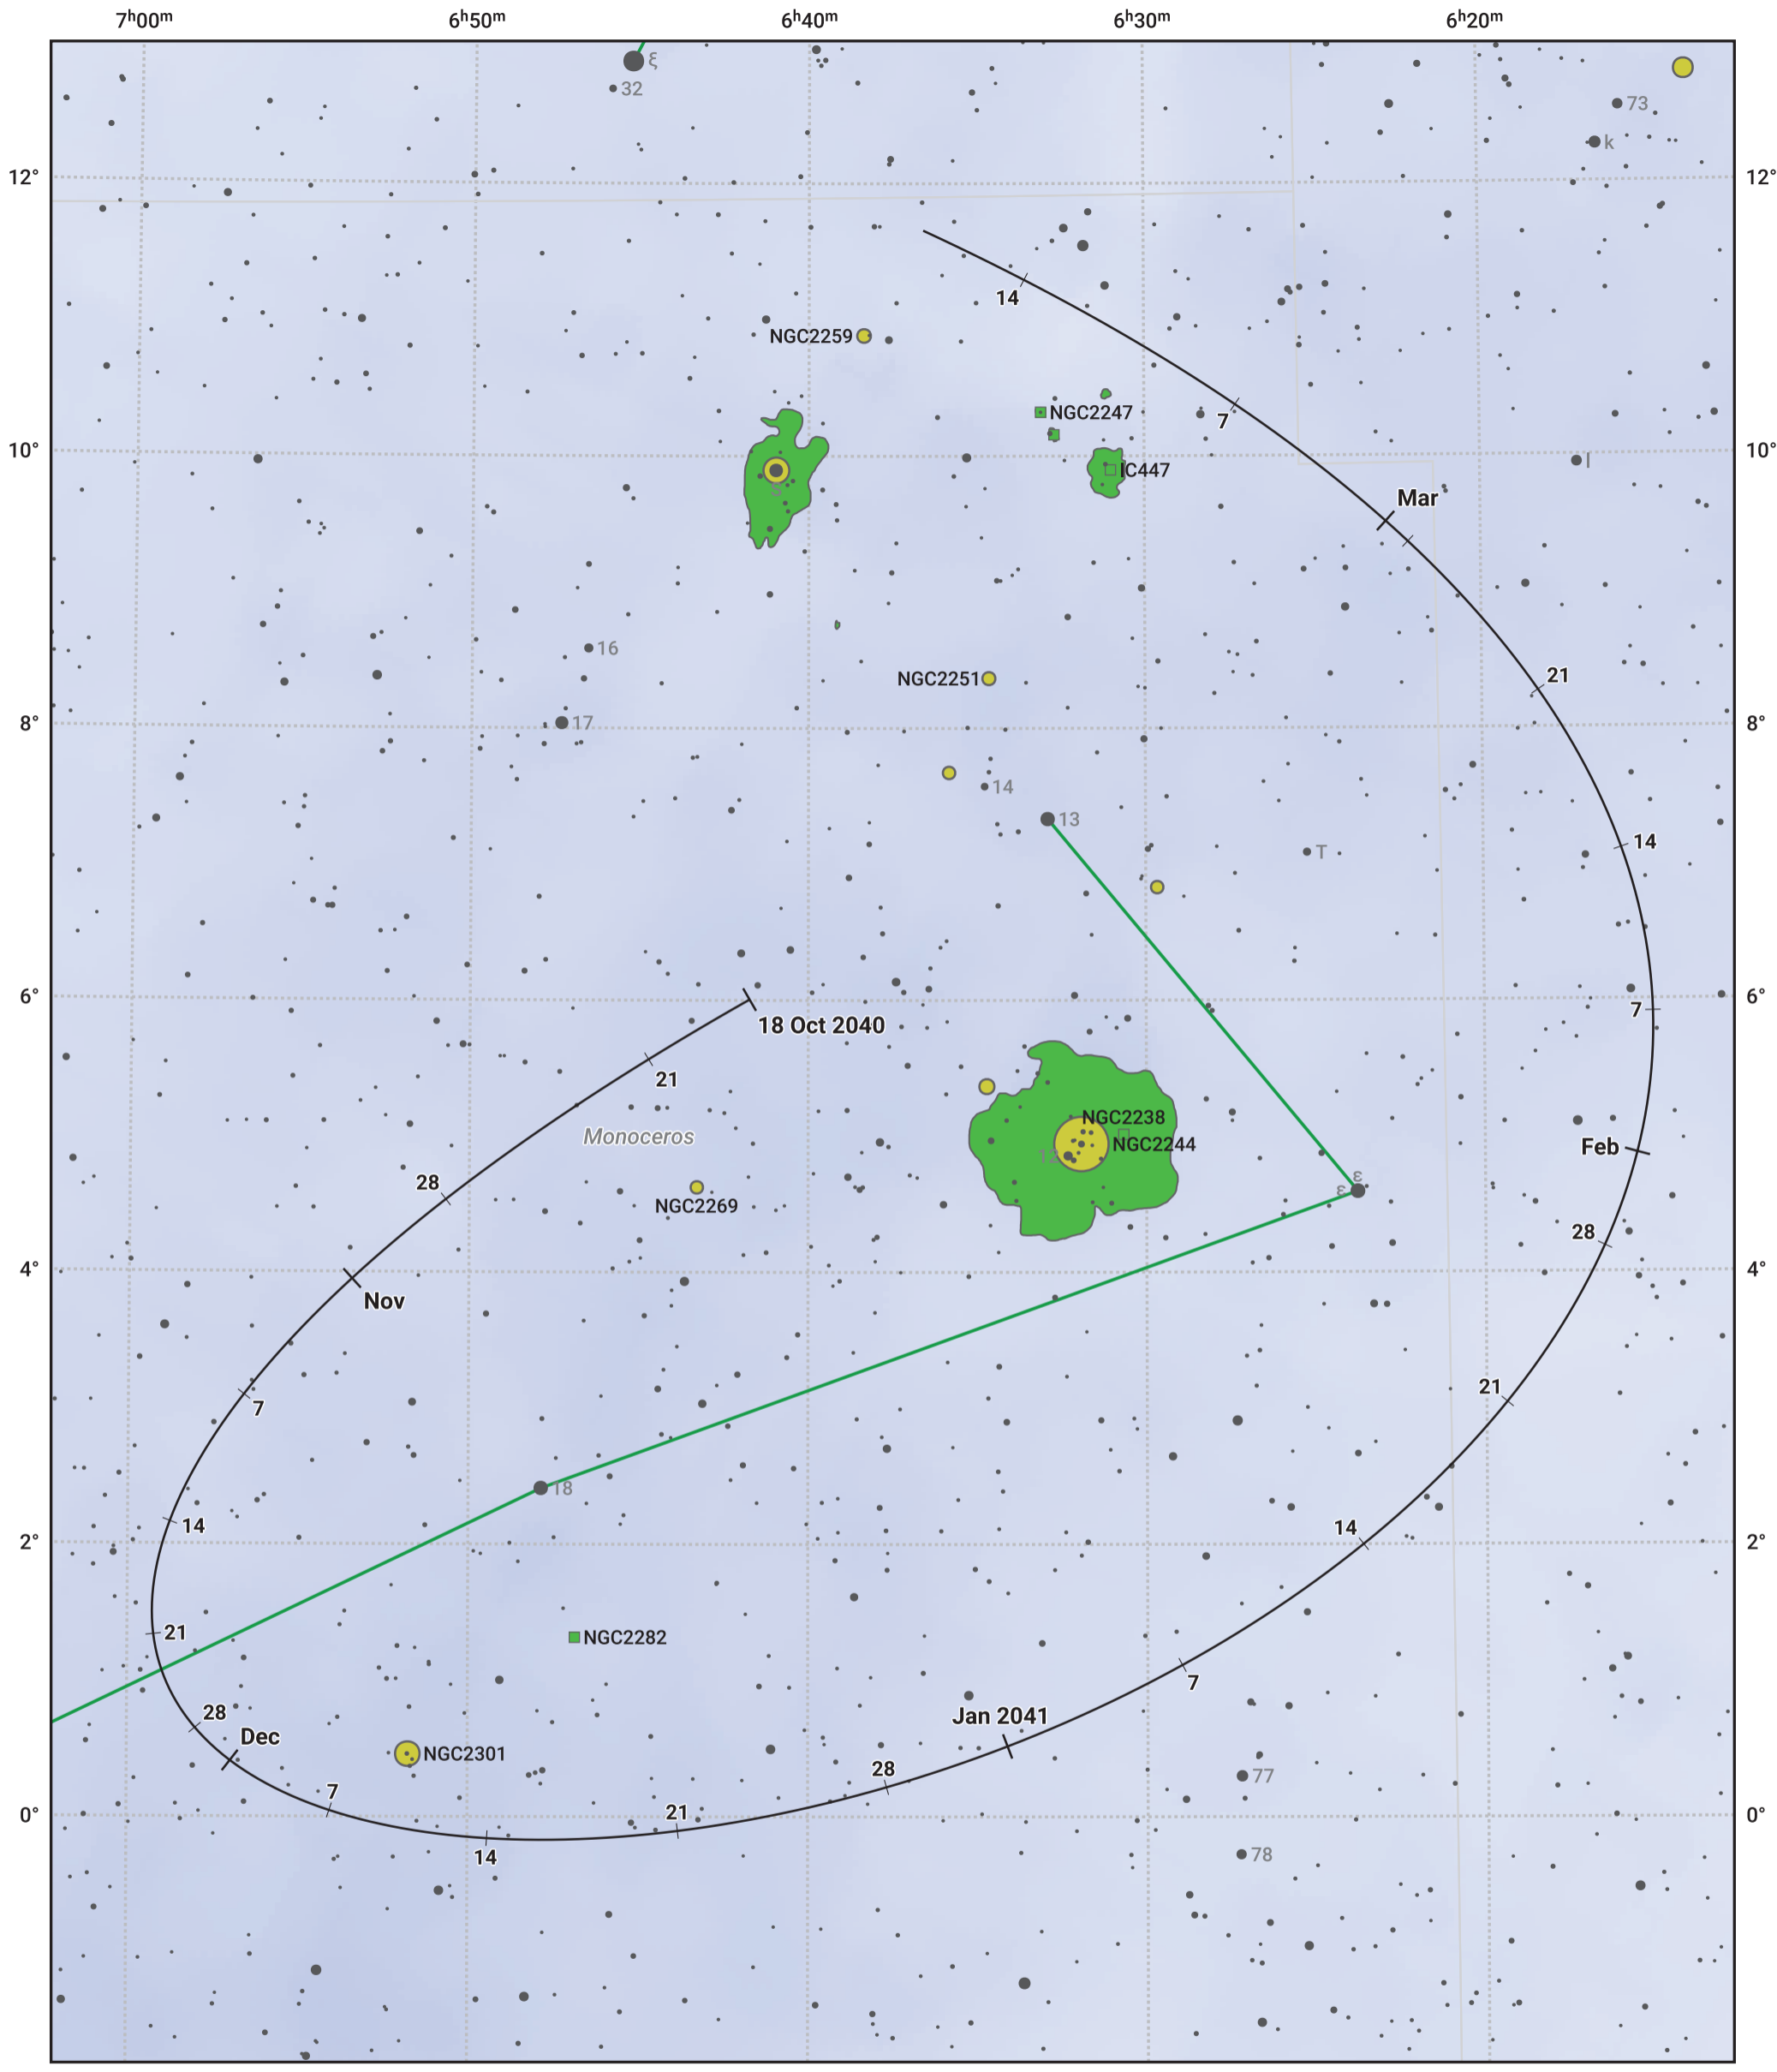 7ʰ00ᵐ 6ʰ50ᵐ 6ʰ40ᵐ 6ʰ30ᵐ 6ʰ20ᵐ
ξ
32
73
k
12° 12°
14
NGC2259
NGC2247
7
10° 10°
IC447
l
S
Mar
16
NGC2251
21
17
8° 8°
14
13
T
14
6° 6°
7
18 Oct 2040
21
NGC2238
Monoceros
NGC2244
12
Feb
ε
ε
28
NGC2269
28
4° 4°
Nov
21
7
18
14
14
2° 2°
21
NGC2282
7
28
Jan 2041
Dec
NGC2301
28
77
7
21
0° 0°
14
78